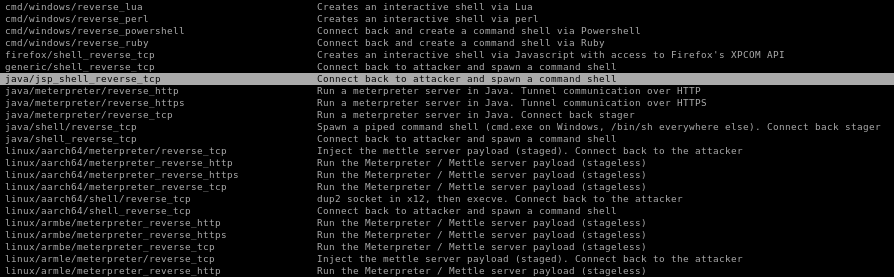 cmd/windows/reverse_lua Creates an interactive shell via Lua
cmd/windows/reverse_perl Creates an interactive shell via perl
cmd/windows/reverse_powershell Connect back and create a command shell via Powershell
cmd/windows/reverse_ruby Connect back and create a command shell via Ruby
firefox/shell_reverse_tcp Creates an interactive shell via Javascript with access to Firefox's XPCOM API
generic/shell_reverse_tcp Connect back to attacker and spawn a command shell
java/jsp_shell_reverse_tcp Connect back to attacker and spawn a command shell
java/meterpreter/reverse_http Run a meterpreter server in Java. Tunnel communication over HTTP
java/meterpreter/reverse_https Run a meterpreter server in Java. Tunnel communication over HTTPS
java/meterpreter/reverse_tcp Run a meterpreter server in Java. Connect back stager
java/shell/reverse_tcp Spawn a piped command shell (cmd.exe on Windows, /bin/sh everywhere else). Connect back stager
java/shell_reverse_tcp Connect back to attacker and spawn a command shell
linux/aarch64/meterpreter/reverse_tcp Inject the mettle server payload (staged). Connect back to the attacker
linux/aarch64/meterpreter_reverse_http Run the Meterpreter / Mettle server payload (stageless)
linux/aarch64/meterpreter_reverse_https Run the Meterpreter / Mettle server payload (stageless)
linux/aarch64/meterpreter_reverse_tcp Run the Meterpreter / Mettle server payload (stageless)
linux/aarch64/shell/reverse_tcp dup2 socket in x12, then execve. Connect back to the attacker
linux/aarch64/shell_reverse_tcp Connect back to attacker and spawn a command shell
linux/armbe/meterpreter_reverse_http Run the Meterpreter / Mettle server payload (stageless)
linux/armbe/meterpreter_reverse_https Run the Meterpreter / Mettle server payload (stageless)
linux/armbe/meterpreter_reverse_tcp Run the Meterpreter / Mettle server payload (stageless)
linux/armle/meterpreter/reverse_tcp Inject the mettle server payload (staged). Connect back to the attacker
linux/armle/meterpreter_reverse_http Run the Meterpreter / Mettle server payload (stageless)